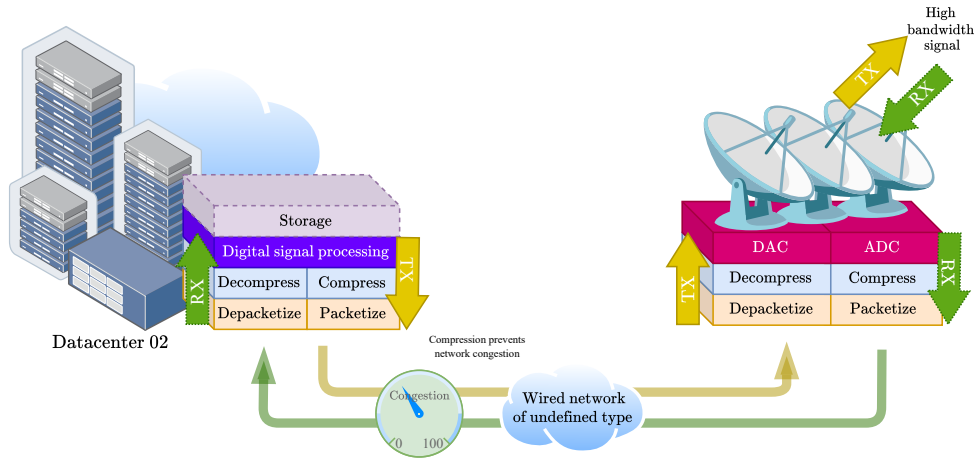 High
bandwidth
signal
TX
RX
Storage
Digital signal processing
Decompress Compress
Depacketize Packetize
RX
TX
DAC ADC
Decompress Compress
Depacketize Packetize
TX
RX
Datacenter 02
Compression prevents
network congestion
Congestion
0 100
Wired network
of undefined type